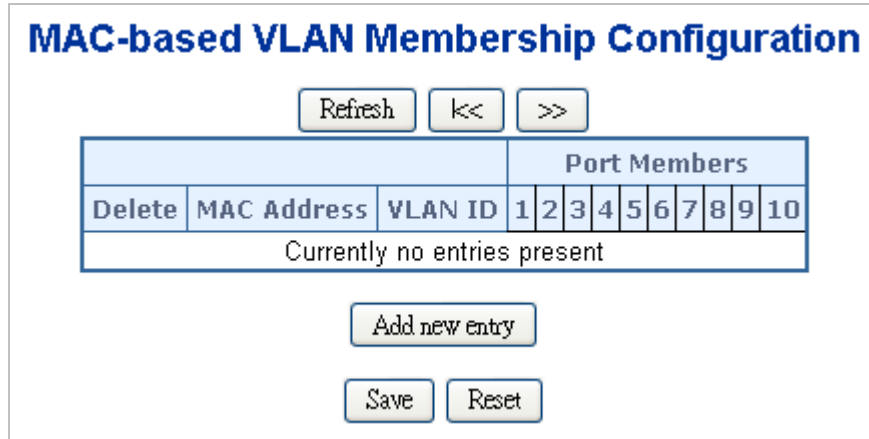 MAC-based VLAN Membership Configuration
Refresh |<< >>
Port Members
Delete MAC Address VLAN ID 1 2 3 4 5 6 7 8 9 10
Currently no entries present
Add new entry
Save Reset